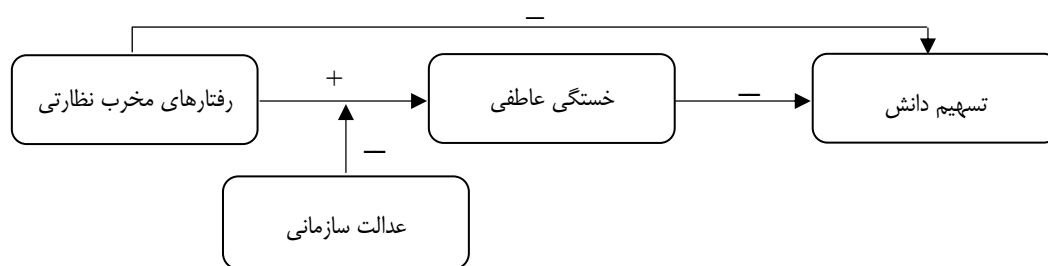 –
رفتارهای مخرب نظارتی
+
خستگی عاطفی
–
تسهیم دانش
–
عدالت سازمانی